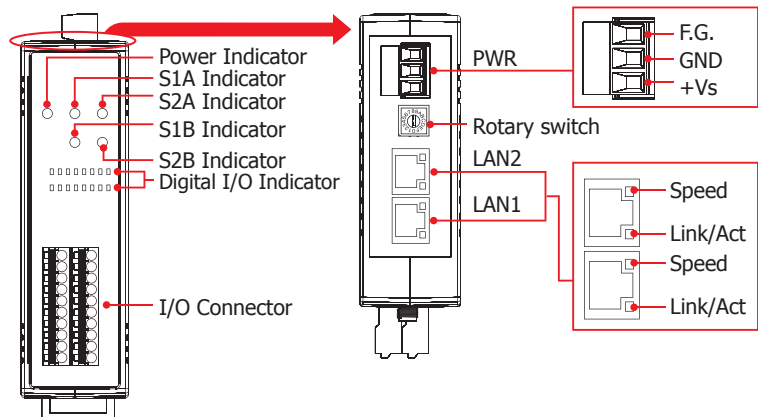 Power Indicator
S1A Indicator
S2A Indicator
S1B Indicator
S2B Indicator
Digital I/O Indicator
I/O Connector
PWR
Rotary switch
LAN2
LAN1
F.G.
GND
+Vs
Speed
Link/Act
Speed
Link/Act